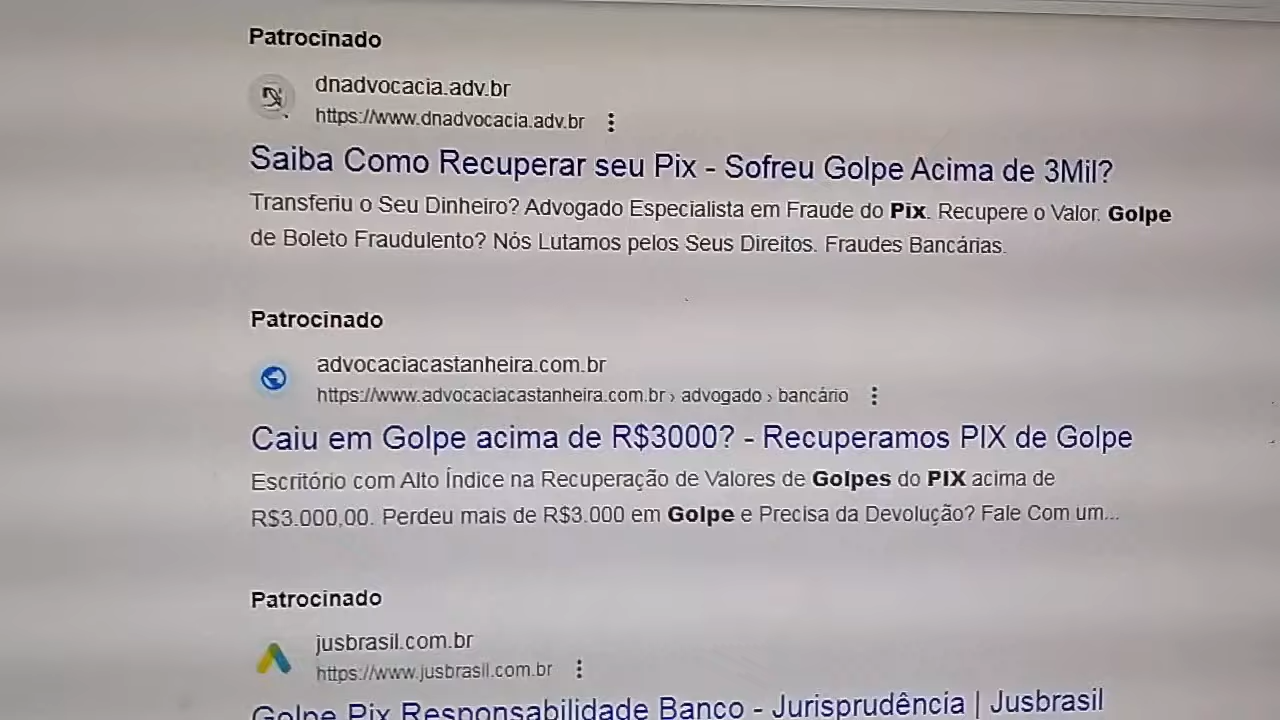 Patrocinado
dnadvocacia.adv.br
https://www.dnadvocacia.adv.br
Saiba Como Recuperar seu Pix - Sofreu Golpe Acima de 3Mil?
Transferiu o Seu Dinheiro? Advogado Especialista em Fraude do Pix. Recupere o Valor. Golpe
de Boleto Fraudulento? Nós Lutamos pelos Seus Direitos. Fraudes Bancárias.
Patrocinado
advocaciacastanheira.com.br
https://www.advocaciacastanheira.com.br › advogado › bancário
Caiu em Golpe acima de R$3000? - Recuperamos PIX de Golpe
Escritório com Alto Índice na Recuperação de Valores de Golpes do PIX acima de
R$3.000,00. Perdeu mais de R$3.000 em Golpe e Precisa da Devolução? Fale Com um...
Patrocinado
jusbrasil.com.br
https://www.jusbrasil.com.br
Golpe Pix Responsabilidade Banco - Jurisprudência | Jusbrasil